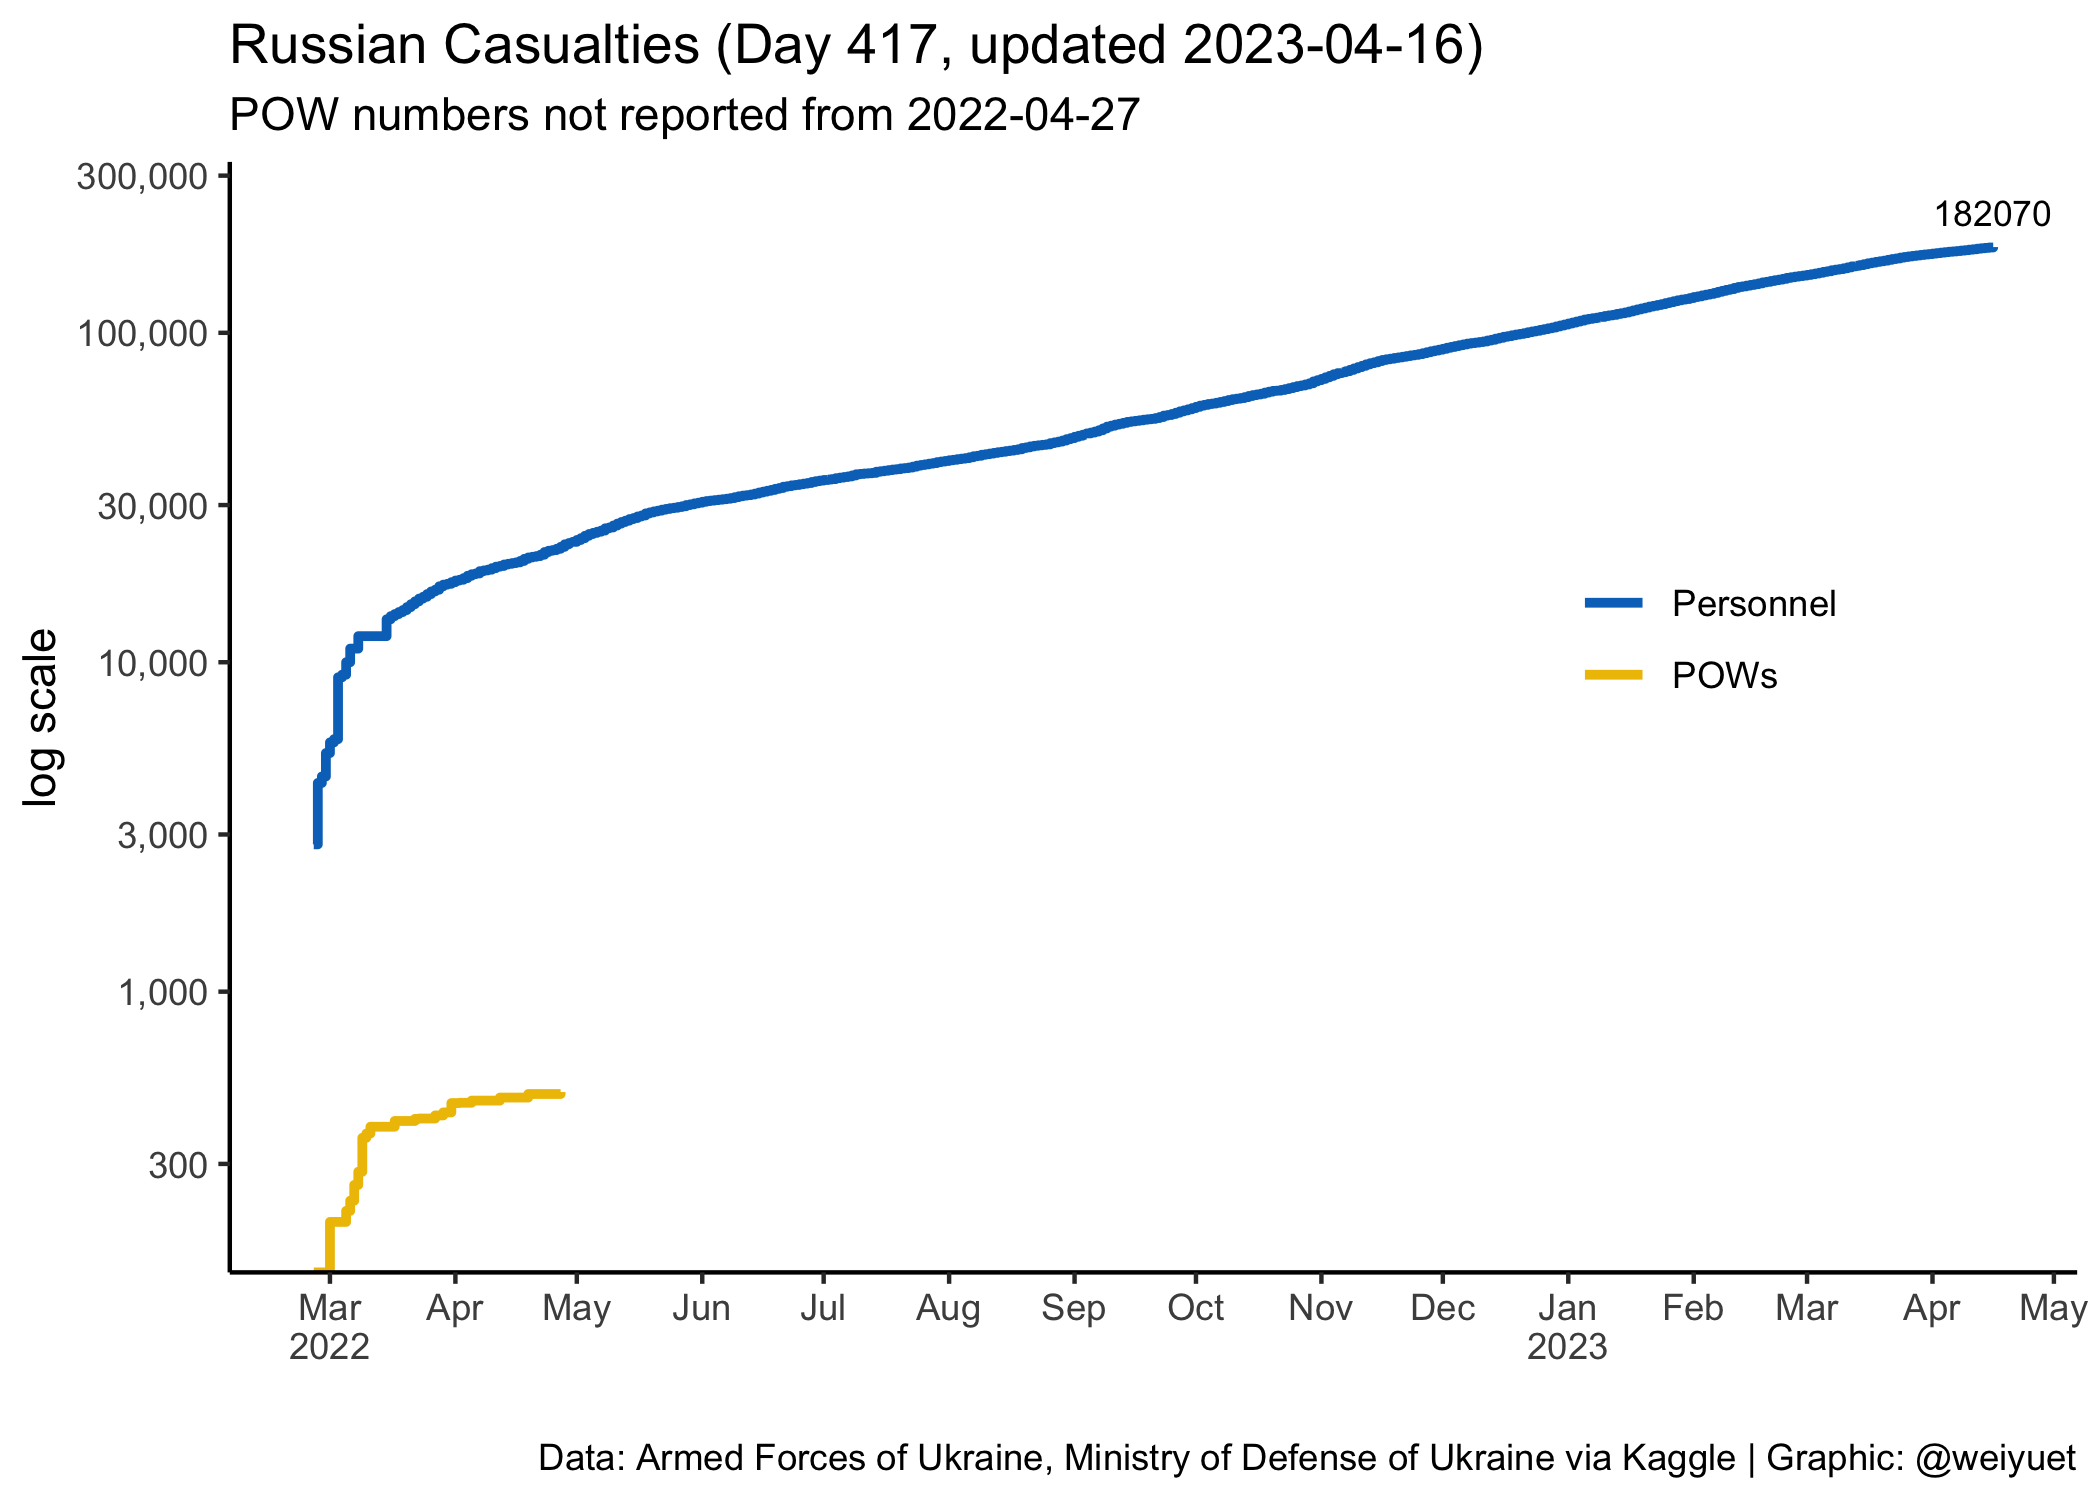 Russian Casualties (Day 417, updated 2023-04-16)
POW numbers not reported from 2022-04-27
300,000
182070
100,000
30,000
Personnel
10,000
POWs
log scale
3,000
1,000
300
Mar Apr May Jun Jul Aug Sep Oct Nov Dec Jan Feb Mar Apr May
2022 2023
Data: Armed Forces of Ukraine, Ministry of Defense of Ukraine via Kaggle | Graphic: @weiyuet